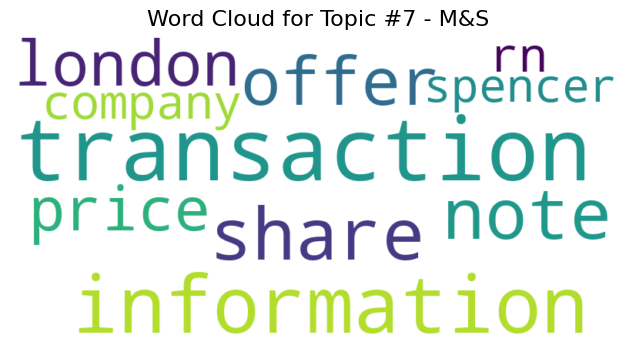 Word Cloud for Topic #7 - M&S
london offer rn
company spencer
transaction
price share note
information